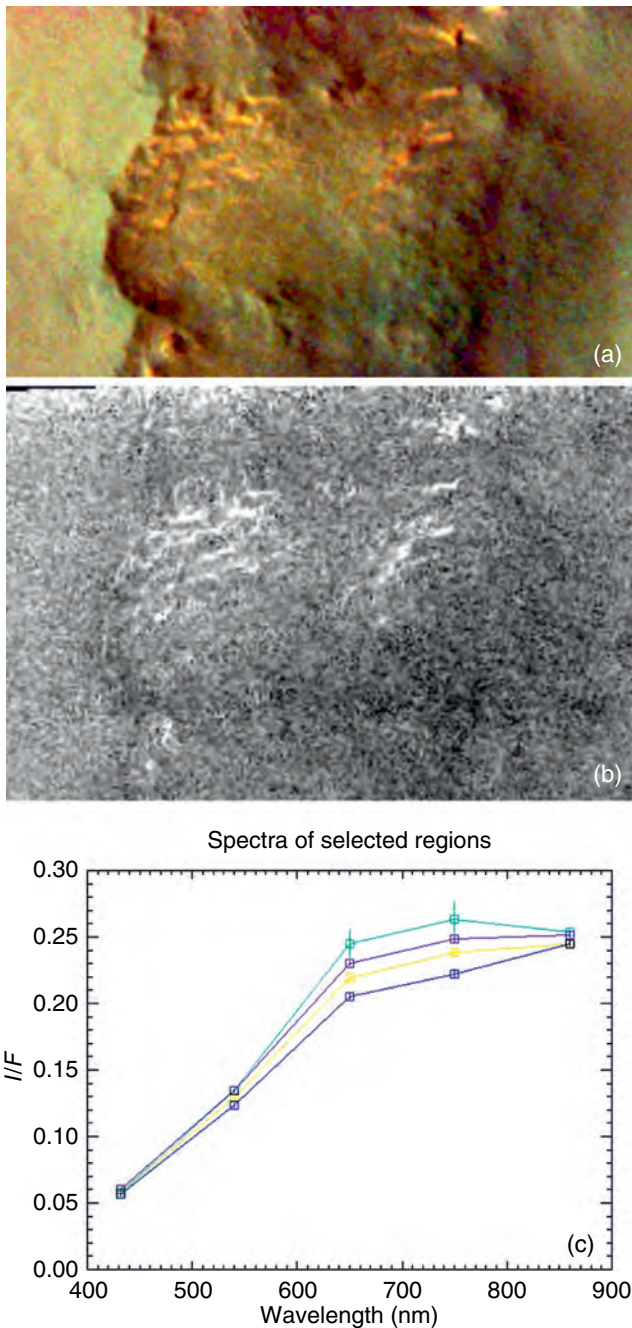 (a)
(b)
Spectra of selected regions
0.30
0.25
0.20
0.15
0.10
0.05
0.00
I/F
(c)
400 500 600 700 800 900
Wavelength (nm)